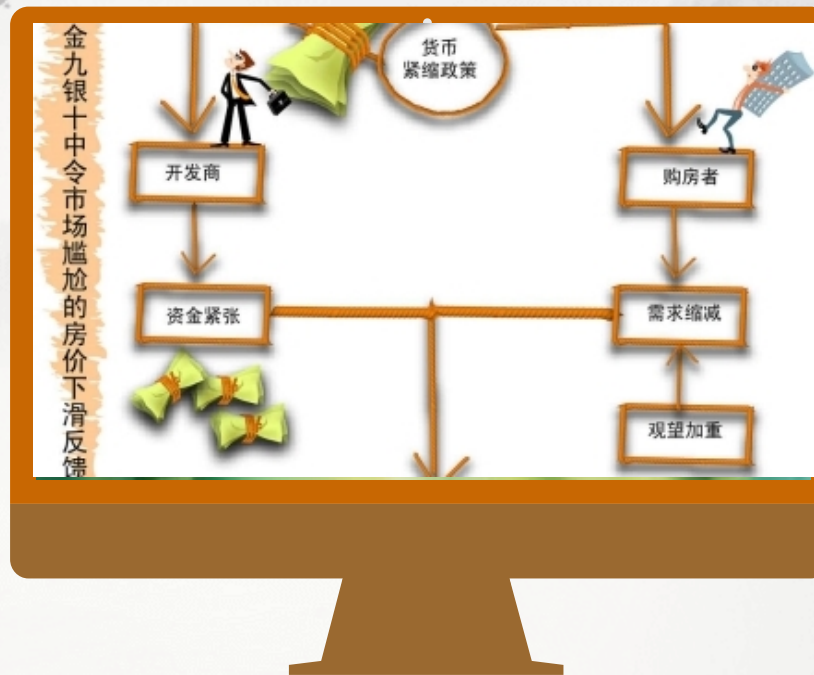 金九银十中令市场尴尬的房价下滑反馈
货币
紧缩政策
开发商
购房者
资金紧张
需求缩减
观望加重